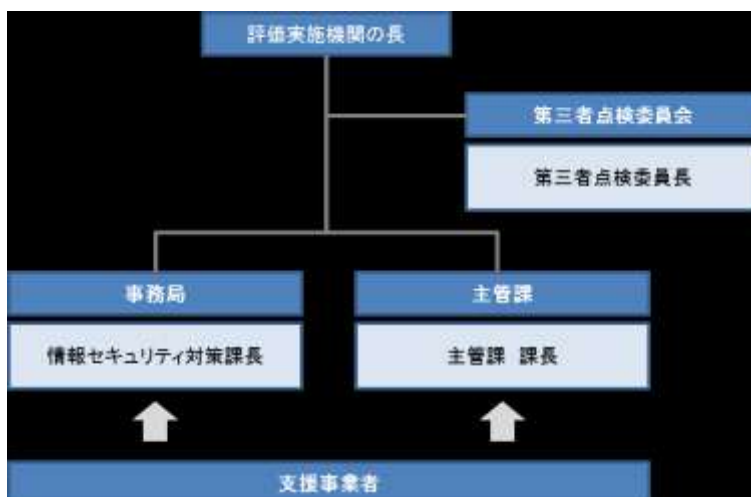 評価実施機関の長
第三者点検委員会
第三者点検委員長
事務局
主管課
情報セキュリティ対策課長
主管課 課長
支援事業者